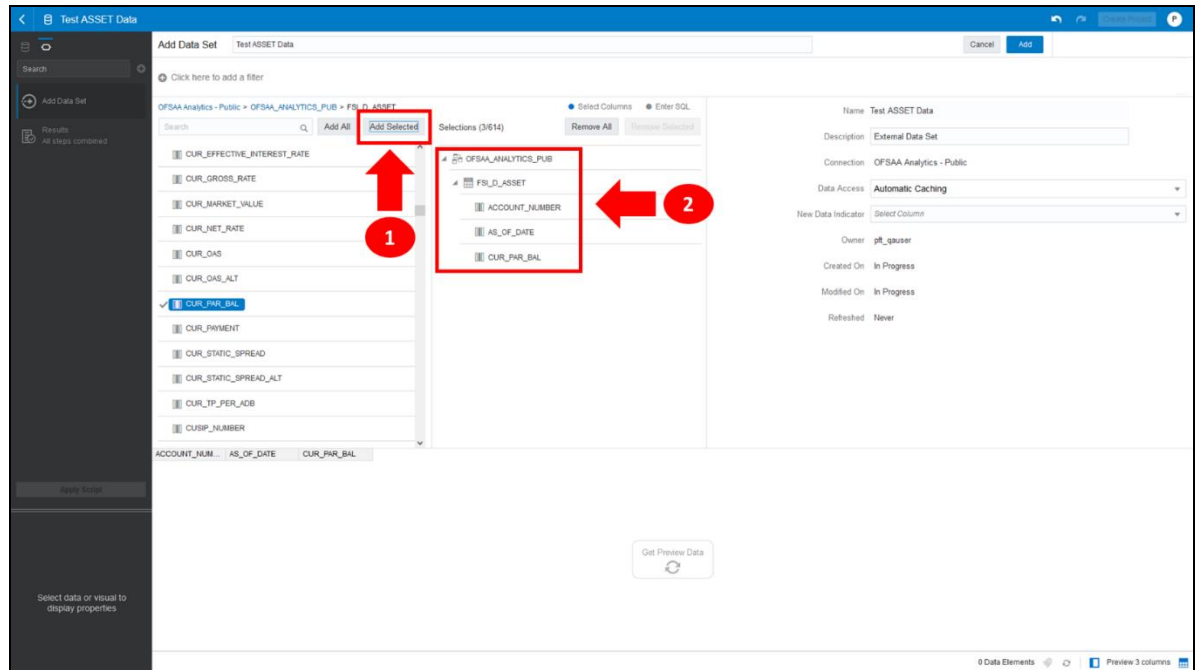 Test ASSET Data
Create Project
P
Add Data Set
Test ASSET Data
Cancel
Add
Search
Click here to add a filter
Add Data Set
Results
All steps combined
OFSAA Analytics - Public > OFSAA_ANALYTICS_PUB > FSI_D_ASSET
Select Columns
Enter SQL
Search
Add All
Add Selected
Selections (3/614)
Remove All
Remove Selected
CUR_EFFECTIVE_INTEREST_RATE
CUR_GROSS_RATE
CUR_MARKET_VALUE
CUR_NET_RATE
CUR_OAS
CUR_OAS_ALT
CUR_PAR_BAL
CUR_PAYMENT
CUR_STATIC_SPREAD
CUR_STATIC_SPREAD_ALT
CUR_TP_PER_ADB
CUSIP_NUMBER
1
OFSAA_ANALYTICS_PUB
FSI_D_ASSET
ACCOUNT_NUMBER
AS_OF_DATE
CUR_PAR_BAL
2
Name Test ASSET Data
Description External Data Set
Connection OFSAA Analytics - Public
Data Access Automatic Caching
New Data Indicator Select Column
Owner pft_qauser
Created On In Progress
Modified On In Progress
Refreshed Never
ACCOUNT_NUM... AS_OF_DATE CUR_PAR_BAL
Apply Script
Get Preview Data
Select data or visual to
display properties
0 Data Elements
Preview 3 columns